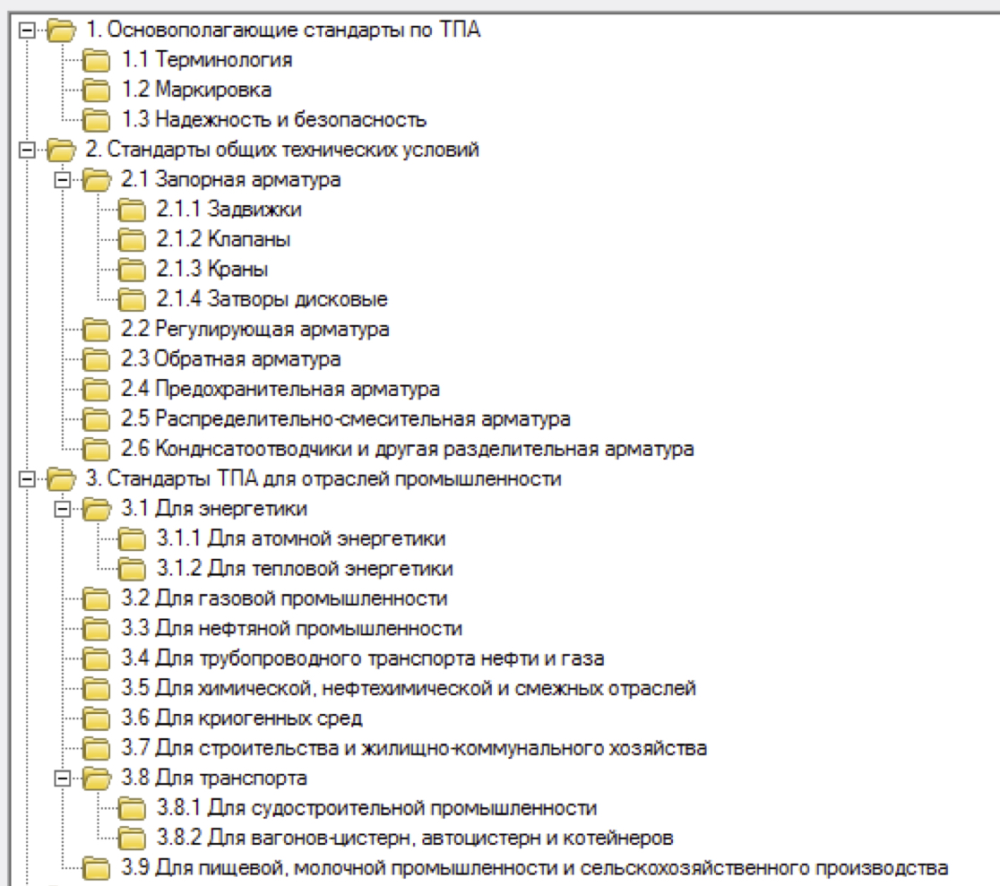 1. Основополагающие стандарты по ТПА
1.1 Терминология
1.2 Маркировка
1.3 Надежность и безопасность
2. Стандарты общих технических условий
2.1 Запорная арматура
2.1.1 Задвижки
2.1.2 Клапаны
2.1.3 Краны
2.1.4 Затворы дисковые
2.2 Регулирующая арматура
2.3 Обратная арматура
2.4 Предохранительная арматура
2.5 Распределительно-смесительная арматура
2.6 Конднсатоотводчики и другая разделительная арматура
3. Стандарты ТПА для отраслей промышленности
3.1 Для энергетики
3.1.1 Для атомной энергетики
3.1.2 Для тепловой энергетики
3.2 Для газовой промышленности
3.3 Для нефтяной промышленности
3.4 Для трубопроводного транспорта нефти и газа
3.5 Для химической, нефтехимической и смежных отраслей
3.6 Для криогенных сред
3.7 Для строительства и жилищно-коммунального хозяйства
3.8 Для транспорта
3.8.1 Для судостроительной промышленности
3.8.2 Для вагонов-цистерн, автоцистерн и котейнеров
3.9 Для пищевой, молочной промышленности и сельскохозяйственного производства